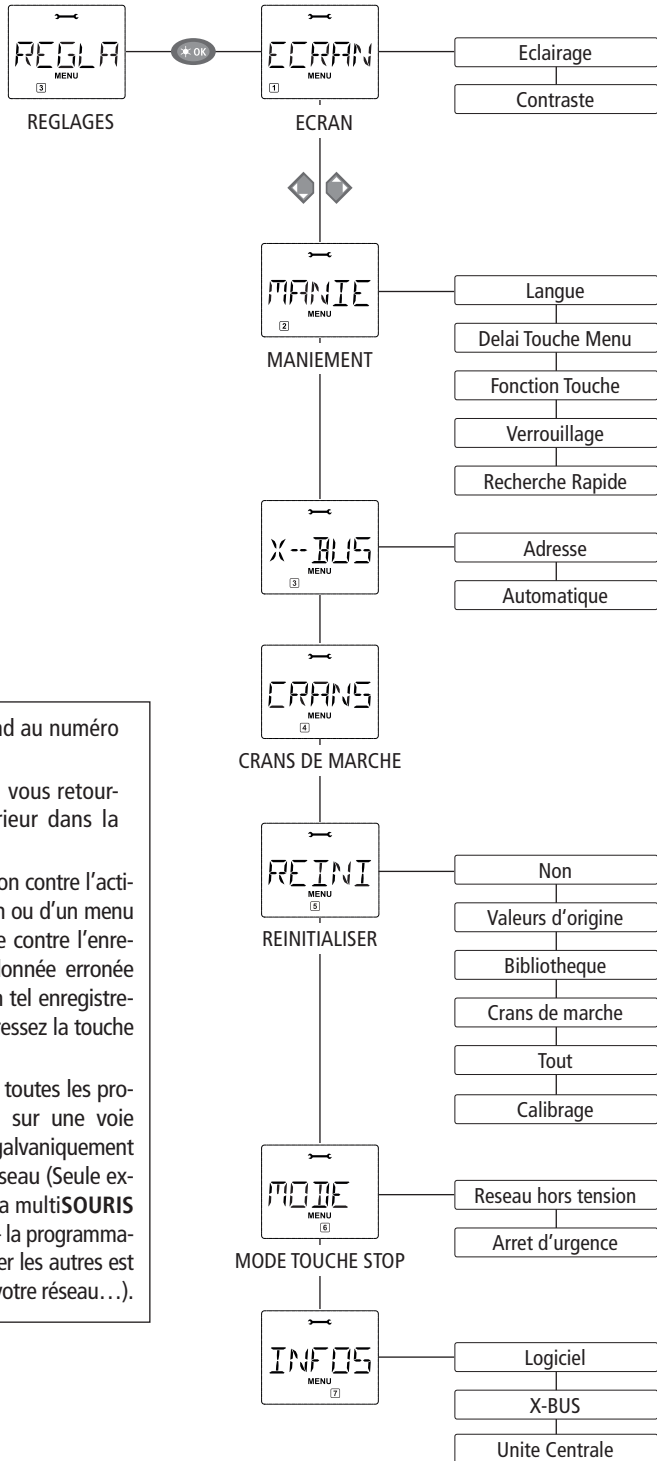 REGLA
MENU
3
REGLAGES
OK
ECRAN
MENU
1
ECRAN
Eclairage
Contraste
MANIE
MENU
2
MANIEMENT
Langue
Delai Touche Menu
Fonction Touche
Verrouillage
Recherche Rapide
X--BUS
MENU
3
Adresse
Automatique
CRANS
MENU
4
CRANS DE MARCHE
REINI
MENU
5
REINITIALISER
Non
Valeurs d'origine
Bibliotheque
Crans de marche
Tout
Calibrage
MODE
MENU
6
MODE TOUCHE STOP
Reseau hors tension
Arret d'urgence
INFOS
MENU
7
Logiciel
X-BUS
Unite Centrale
nd au numéro
vous retour-
rieur dans la
on contre l'acti-
n ou d'un menu
e contre l'enre-
donnée erronée
n tel enregistre-
ressez la touche
toutes les pro-
sur une voie
galvaniquement
seau (Seule ex-
a multiSOURIS
la programma-
er les autres est
votre réseau…).